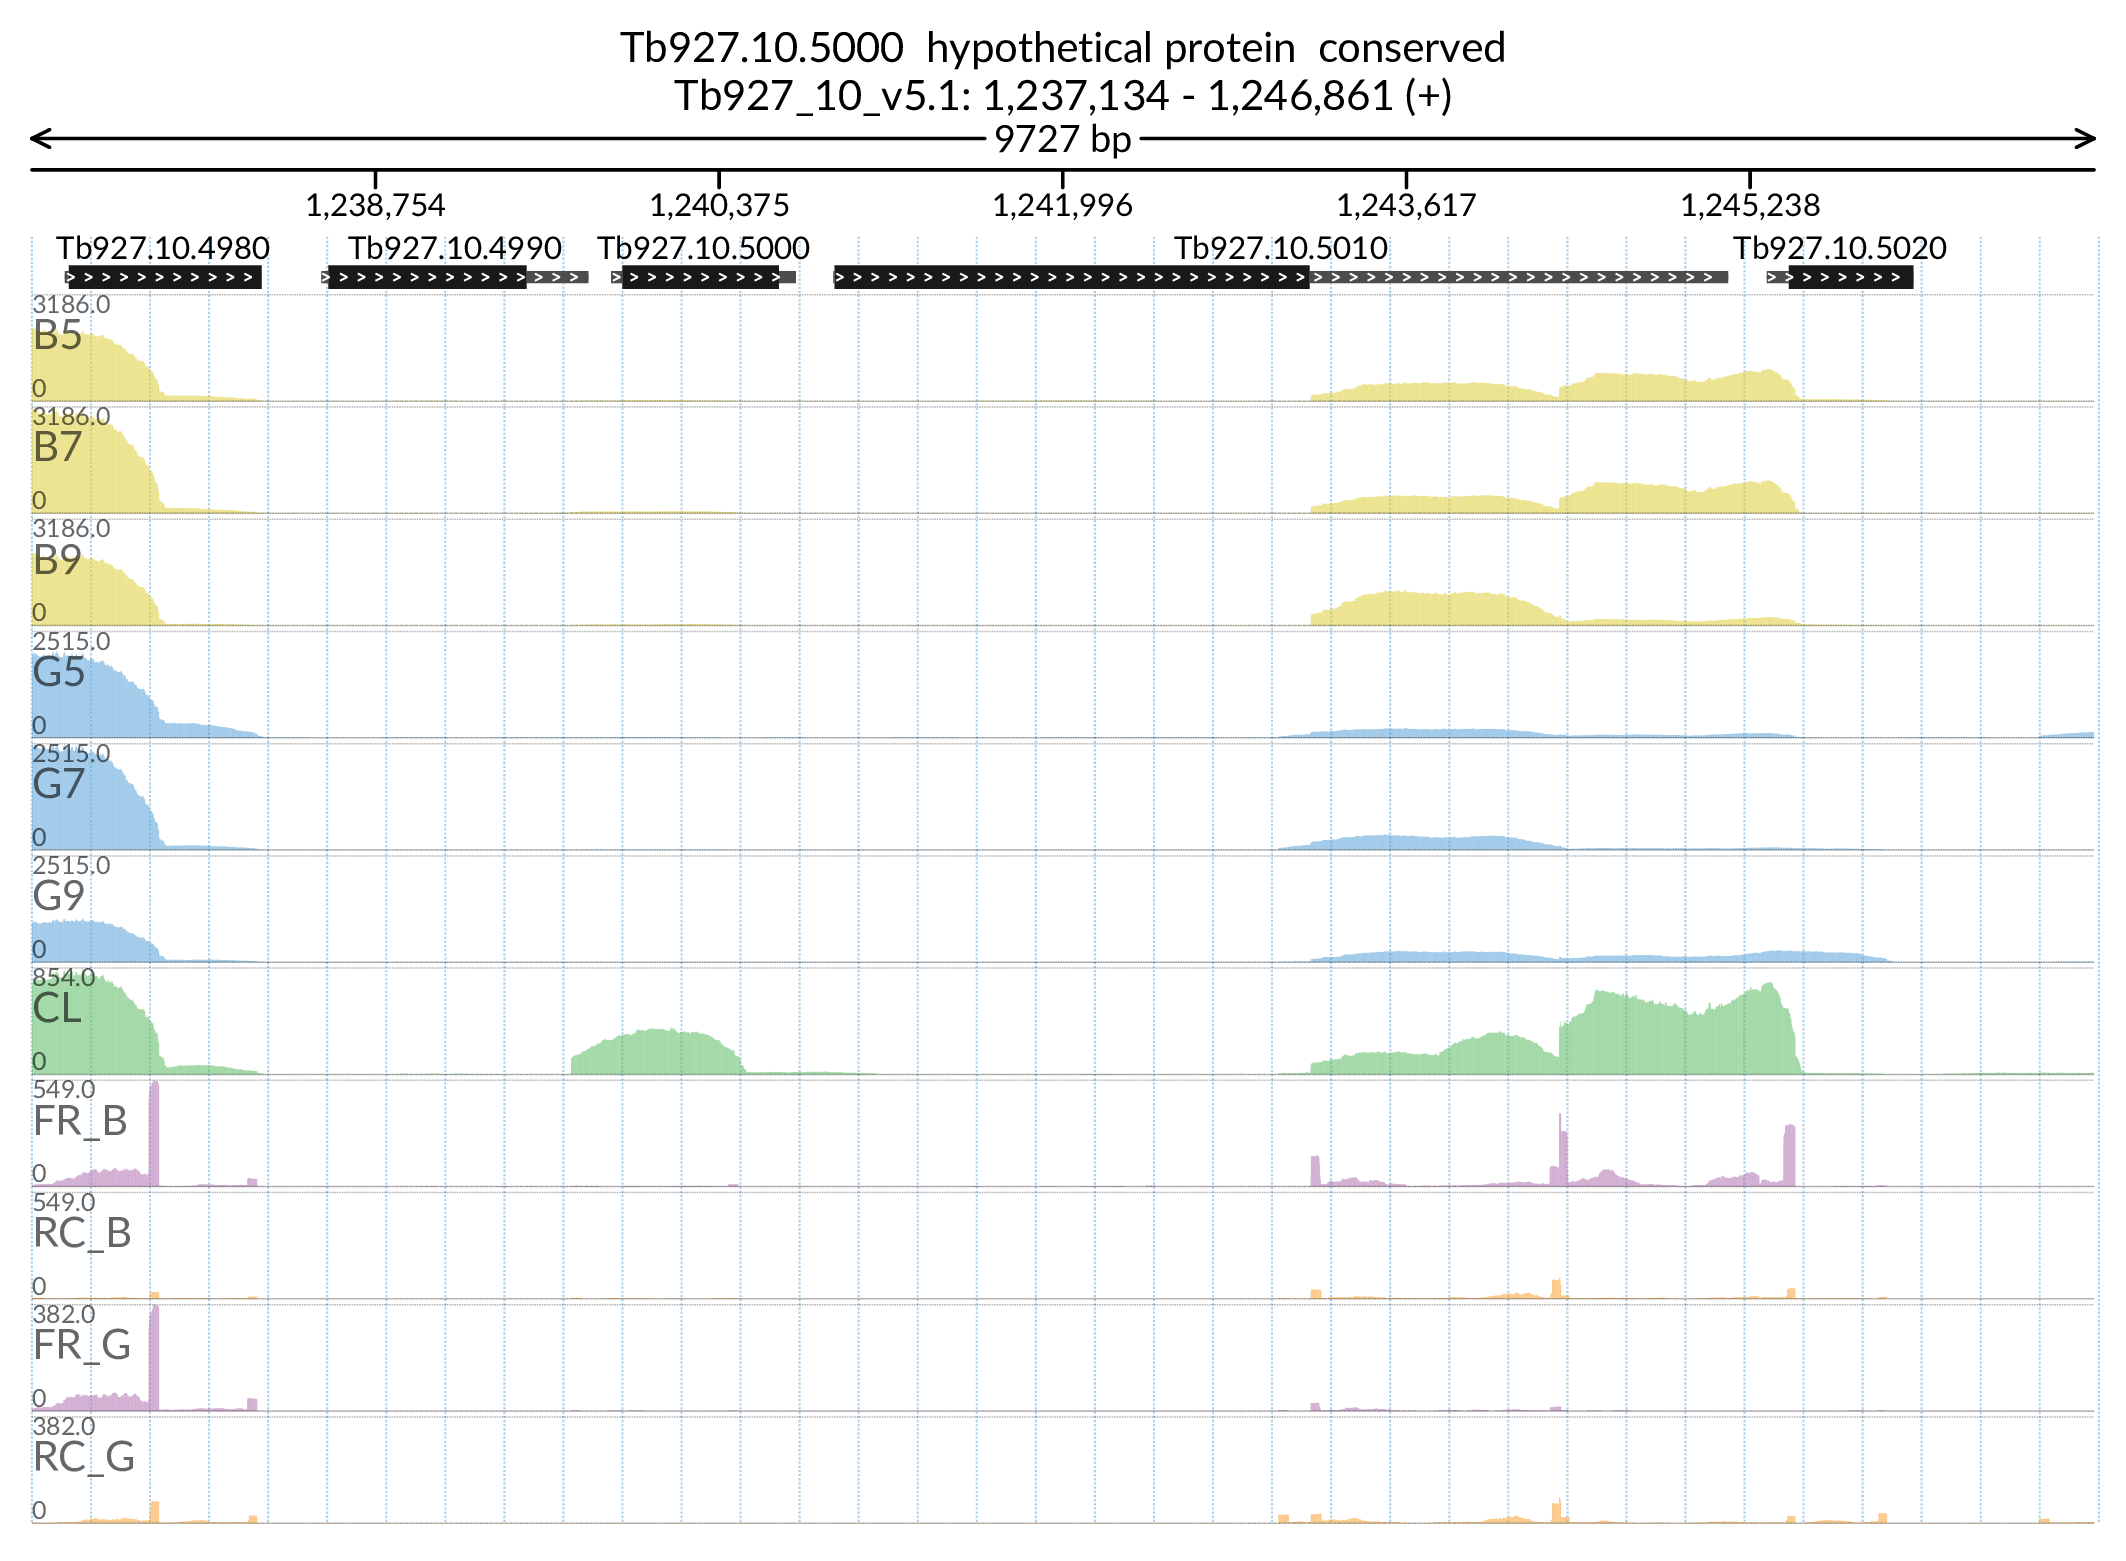 Tb927.10.5000 hypothetical protein conserved
Tb927_10_v5.1: 1,237,134 - 1,246,861 (+)
9727 bp
1,238,754 1,240,375 1,241,996 1,243,617 1,245,238
Tb927.10.4980 Tb927.10.4990 Tb927.10.5000 Tb927.10.5010 Tb927.10.5020
3186.0
B5
0
3186.0
B7
0
3186.0
B9
0
2515.0
G5
0
2515.0
G7
0
2515.0
G9
0
854.0
CL
0
549.0
FR_B
0
549.0
RC_B
0
382.0
FR_G
0
382.0
RC_G
0